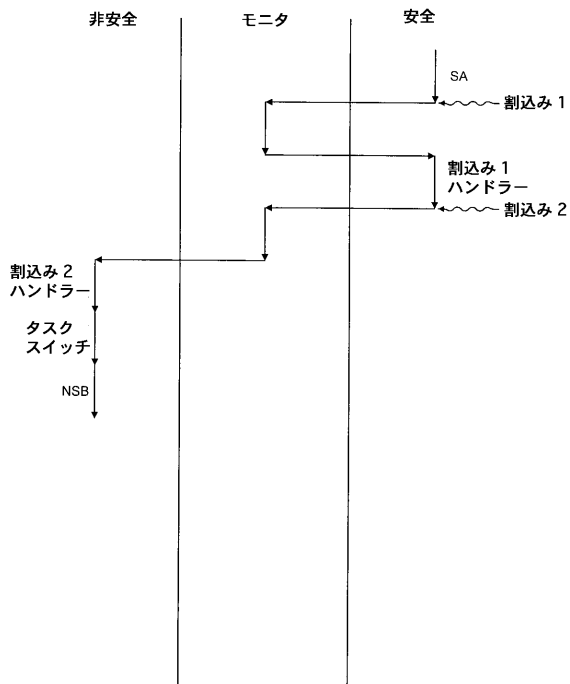 非安全
モニタ
安全
SA
割込み 1
割込み 1
ハンドラー
割込み 2
割込み 2
ハンドラー
タスク
スイッチ
NSB